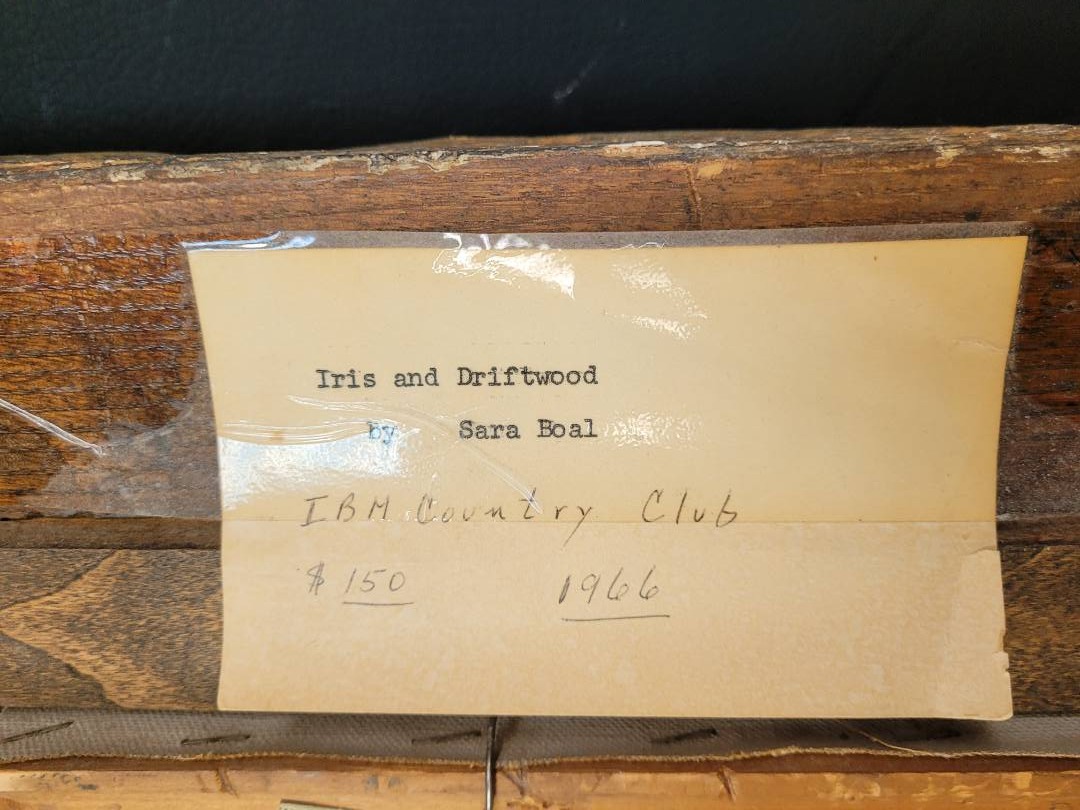 Iris and Driftwood
by Sara Boal
IBM Country Club
$150 1966